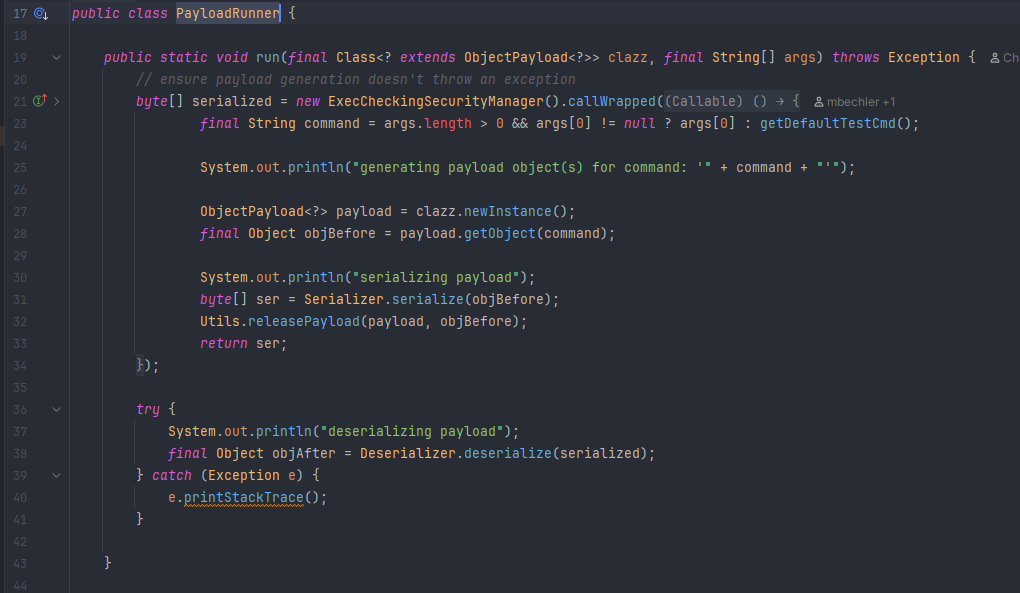 17 public class PayloadRunner {
18
19 public static void run(final Class<? extends ObjectPayload<?>> clazz, final String[] args) throws Exception { Ch
20 // ensure payload generation doesn't throw an exception
21 byte[] serialized = new ExecCheckingSecurityManager().callWrapped((Callable) () → { mbechler +1
23 final String command = args.length > 0 && args[0] != null ? args[0] : getDefaultTestCmd();
24
25 System.out.println("generating payload object(s) for command: '" + command + "'");
26
27 ObjectPayload<?> payload = clazz.newInstance();
28 final Object objBefore = payload.getObject(command);
29
30 System.out.println("serializing payload");
31 byte[] ser = Serializer.serialize(objBefore);
32 Utils.releasePayload(payload, objBefore);
33 return ser;
34 });
35
36 try {
37 System.out.println("deserializing payload");
38 final Object objAfter = Deserializer.deserialize(serialized);
39 } catch (Exception e) {
40 e.printStackTrace();
41 }
42
43 }
44